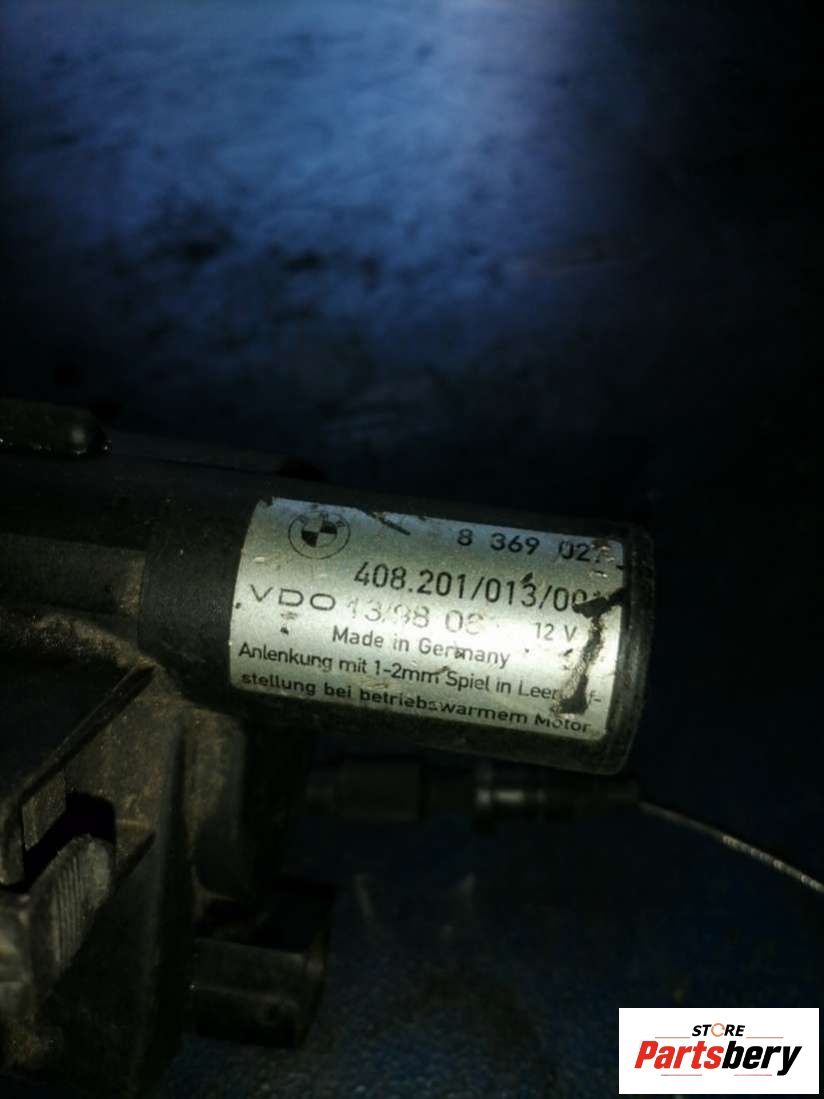 8 369 027
408.201/013/001
VDO 13/98 06 12 V
Made in Germany
Anlenkung mit 1-2mm Spiel in
stellung bei betriebswarmem Motor
STORE
Partsbery